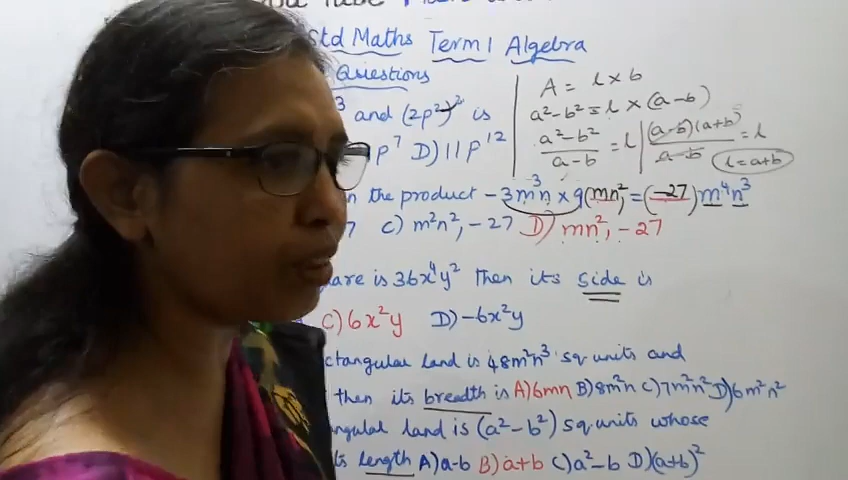 Std Maths Term 1 Algebra
Questions
3 and (2p²)² is
p⁷ D) 11p¹²
A = l × b
a²-b² = l × (a-b)
a²-b²/a-b = l | (a-b)(a+b)/a-b = l
l = a+b
n the product -3m³n × 9(mn²) = (-27) m⁴n³
7 C) m²n², -27 D) mn², -27
are is 36x⁴y² then its side is
C) 6x²y D) -6x²y
ctangular land is 48m²n³ sq units and
then its breadth is A) 6mn B) 8m²n C) 7m²n² D) 6m²n²
ngular land is (a²-b²) sq units whose
ts length A) a-b B) a+b C) a²-b D) (a+b)²